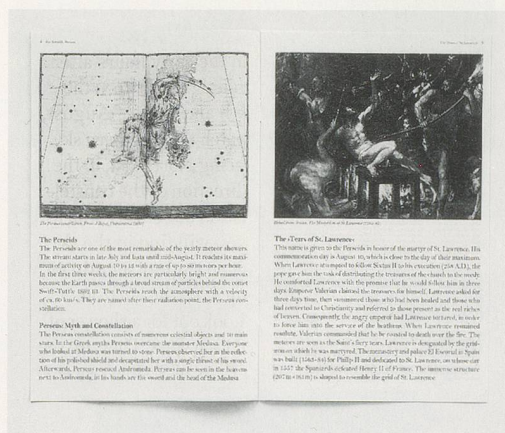 The Perseids
The Perseids are one of the most remarkable of the yearly meteor showers.
The stream starts in late July and lasts until mid-August. It reaches its maxi-
mum of activity on August 10 to 14 with a rate of up to 90 meteors per hour.
In the first three weeks, the meteors are particularly bright and numerous
because the Earth passes through a broad stream of particles behind the comet
Swift-Tuttle The Perseids reach the atmosphere with a velocity
of ca. 60 km/s. They are named after their radiation point, the Perseus con-
stellation.
Perseus: Myth and Constellation
The Perseus constellation consists of numerous celestial objects and main
stars. In the Greek myths Perseus overcame the monster Medusa. Everyone
who looked at Medusa was turned to stone. Perseus observed her in the reflec-
tion of his polished shield and decapitated her with a single thrust of his sword.
Afterwards, Perseus rescued Andromeda. Perseus can be seen in the heavens
next to Andromeda, in his hands are his sword and the head of the Medusa.
The »Tears of St. Lawrence«
This name is given to the Perseids in honor of the martyr of St. Lawrence. His
commemoration day is August 10, which is close to the day of their maximum.
When Lawrence attempted to follow Sixtus II to his execution (258 A.D.), the
pope gave him the task of distributing the treasures of the church to the needy.
He comforted Lawrence with the promise that he would follow him in three
days. Emperor Valerian claimed the treasures for himself. Lawrence asked for
three days time, then summoned those who had been healed and those who
had converted to Christianity and referred to those present as the real riches
of heaven. Consequently, the angry emperor had Lawrence tortured, in order
to force him into the service of the heathens. When Lawrence remained
resolute, Valerian commanded that he be roasted to death over the fire. The
meteors are seen as the Saint's fiery tears. Lawrence is designated by the grid-
iron on which he was martyred. The monastery and palace El Escorial in Spain
was built (1563–84) for Philip II and dedicated to St. Lawrence, on whose day
in 1557 the Spaniards defeated Henry II of France. The immense structure
(207 m × 161 m) is shaped to resemble the grid of St. Lawrence.